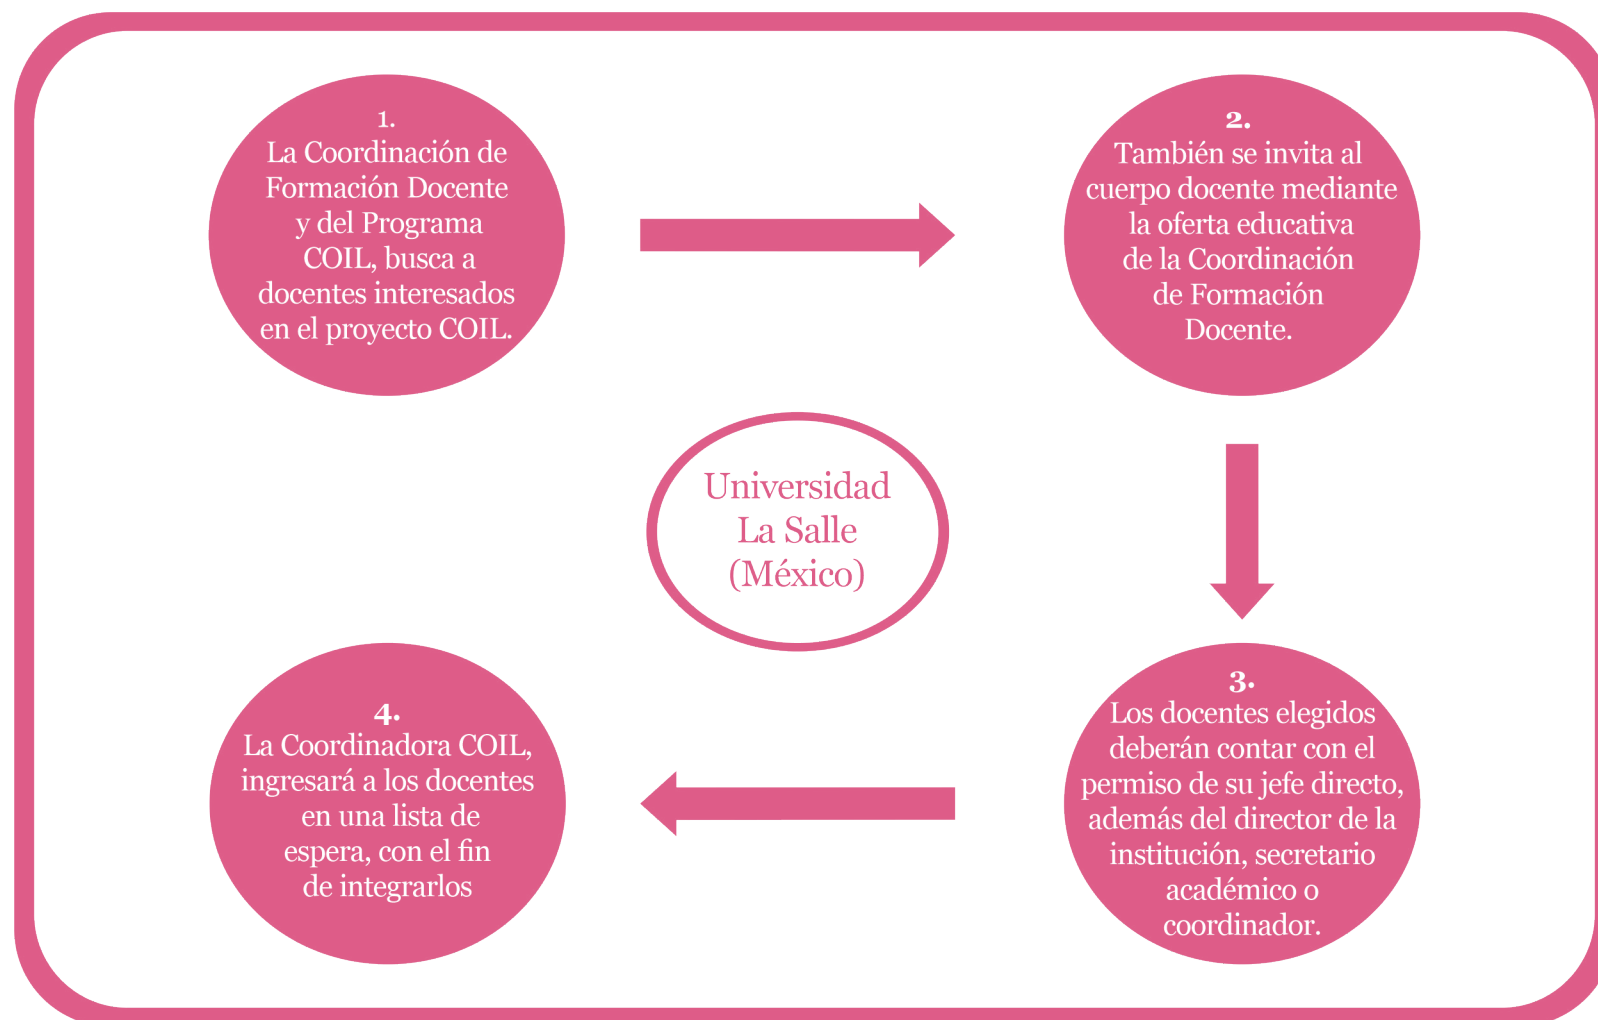 1.
La Coordinación de
Formación Docente
y del Programa
COIL, busca a
docentes interesados
en el proyecto COIL.
2.
También se invita al
cuerpo docente mediante
la oferta educativa
de la Coordinación
de Formación
Docente.
Universidad
La Salle
(México)
3.
Los docentes elegidos
deberán contar con el
permiso de su jefe directo,
además del director de la
institución, secretario
académico o
coordinador.
4.
La Coordinadora COIL,
ingresará a los docentes
en una lista de
espera, con el fin
de integrarlos